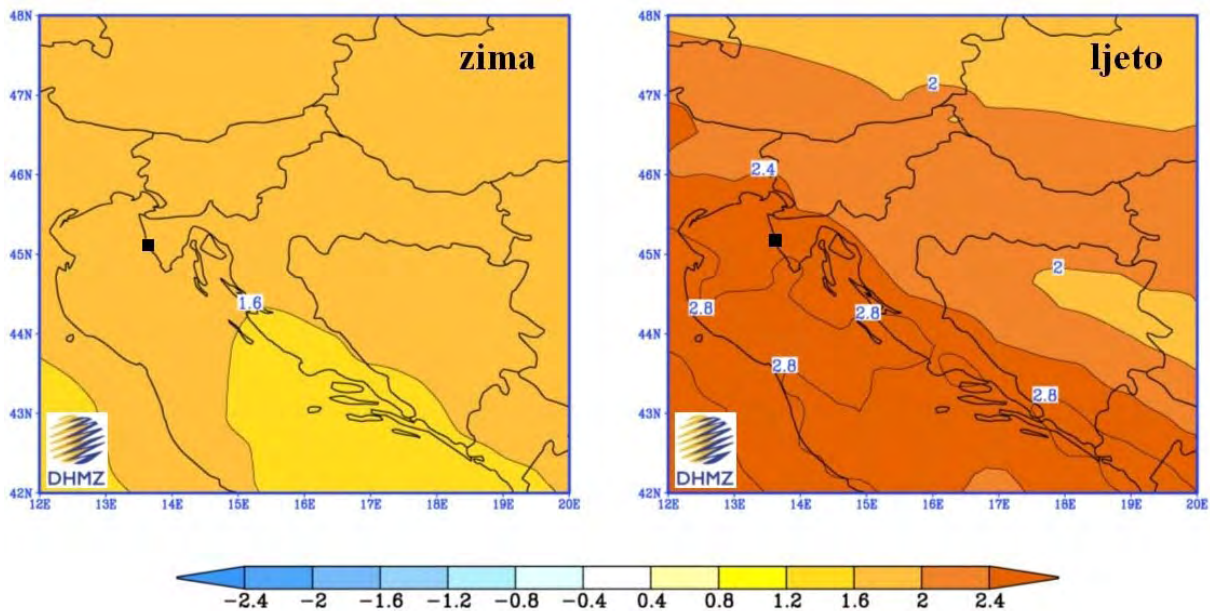 zima
48N
47N
46N
45N
44N
43N
42N
1.6
DHMZ
12E 13E 14E 15E 16E 17E 18E 19E 20E
ljeto
48N
47N
46N
45N
44N
43N
42N
2
2.4
2
2.8
2.8
2.8
2.8
DHMZ
12E 13E 14E 15E 16E 17E 18E 19E 20E
−2.4 −2 −1.6 −1.2 −0.8 −0.4 0.4 0.8 1.2 1.6 2 2.4